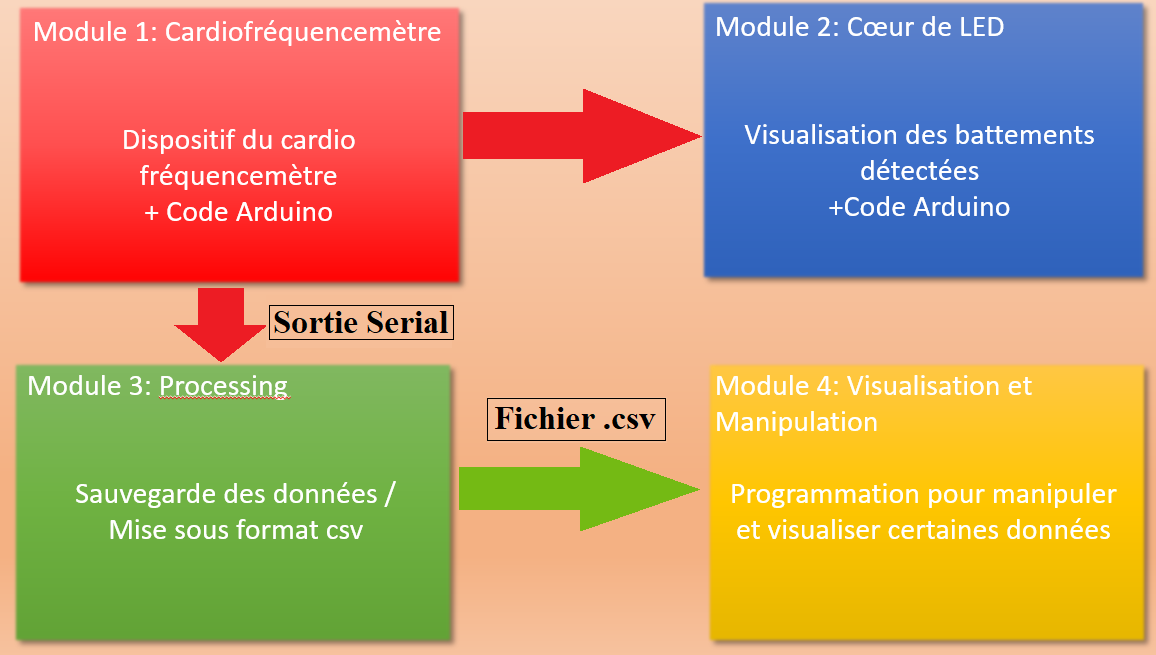 Module 1: Cardiofréquencemètre
Dispositif du cardio
fréquencemètre
+ Code Arduino
Module 2: Cœur de LED
Visualisation des battements
détectées
+Code Arduino
Sortie Serial
Module 3: Processing
Sauvegarde des données /
Mise sous format csv
Fichier .csv
Module 4: Visualisation et
Manipulation
Programmation pour manipuler
et visualiser certaines données